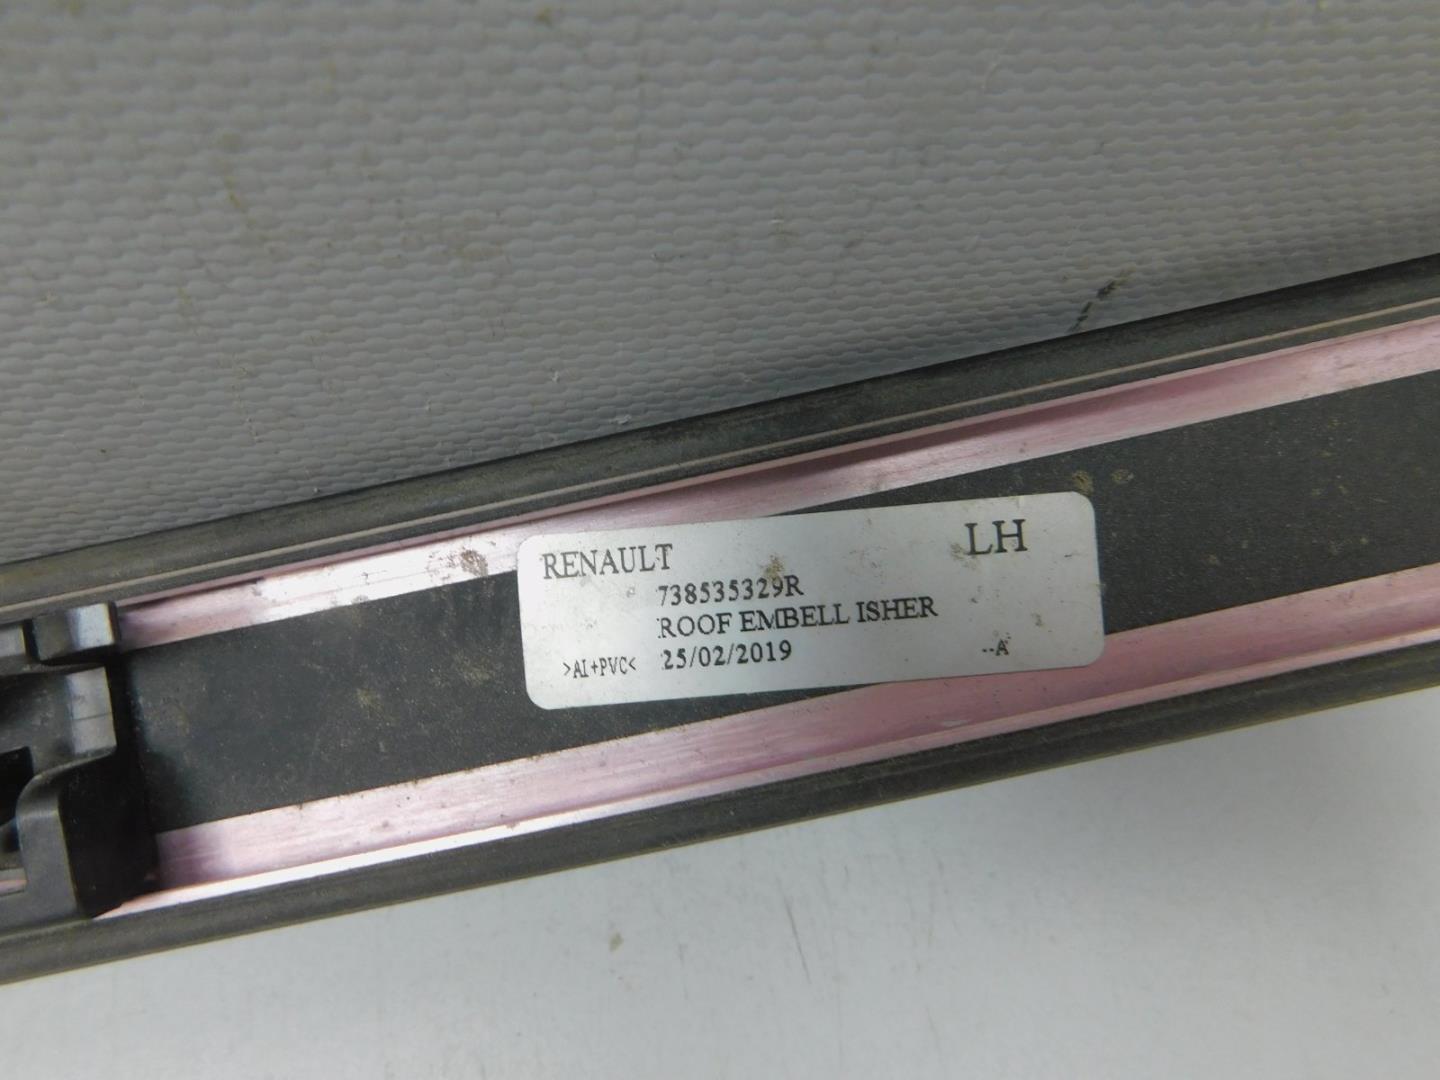 RENAULT LH
738535329R
ROOF EMBELL ISHER
>AI+PVC< 25/02/2019 --A